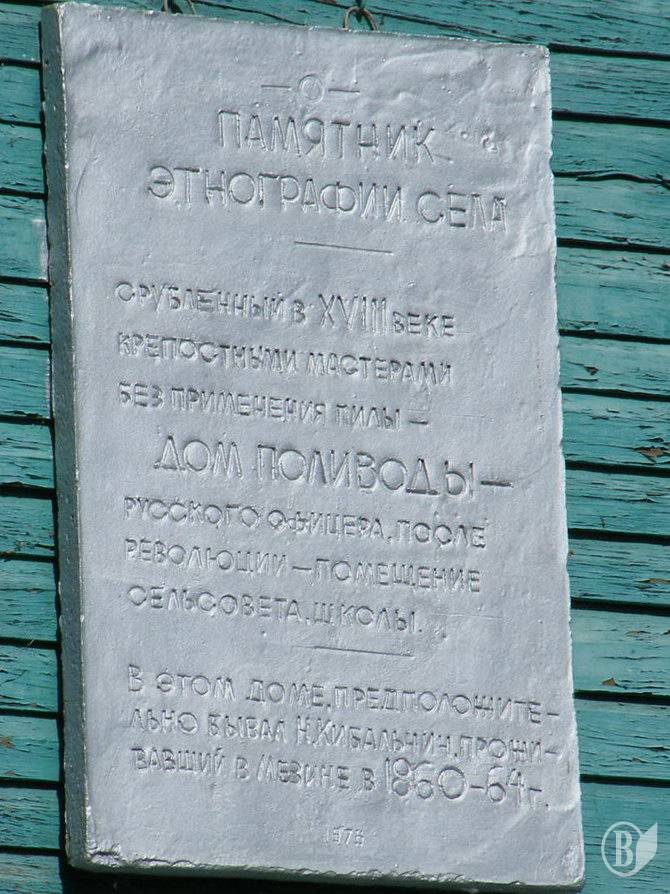 ПАМЯТНИК
ЭТНОГРАФИИ СЕЛА
СРУБЛЕННЫЙ В XVIII ВЕКЕ
КРЕПОСТНЫМИ МАСТЕРАМИ
БЕЗ ПРИМЕНЕНИЯ ПИЛЫ —
ДОМ ПОЛИВОДЫ —
РУССКОГО ОФИЦЕРА, ПОСЛЕ
РЕВОЛЮЦИИ — ПОМЕЩЕНИЕ
СЕЛЬСОВЕТА, ШКОЛЫ.
В ЭТОМ ДОМЕ, ПРЕДПОЛОЖИТЕ-
ЛЬНО БЫВАЛ Н. КИБАЛЬЧИЧ, ПРОЖИ-
ВАВШИЙ В МЕЗИНЕ В 1860-64 г.
В